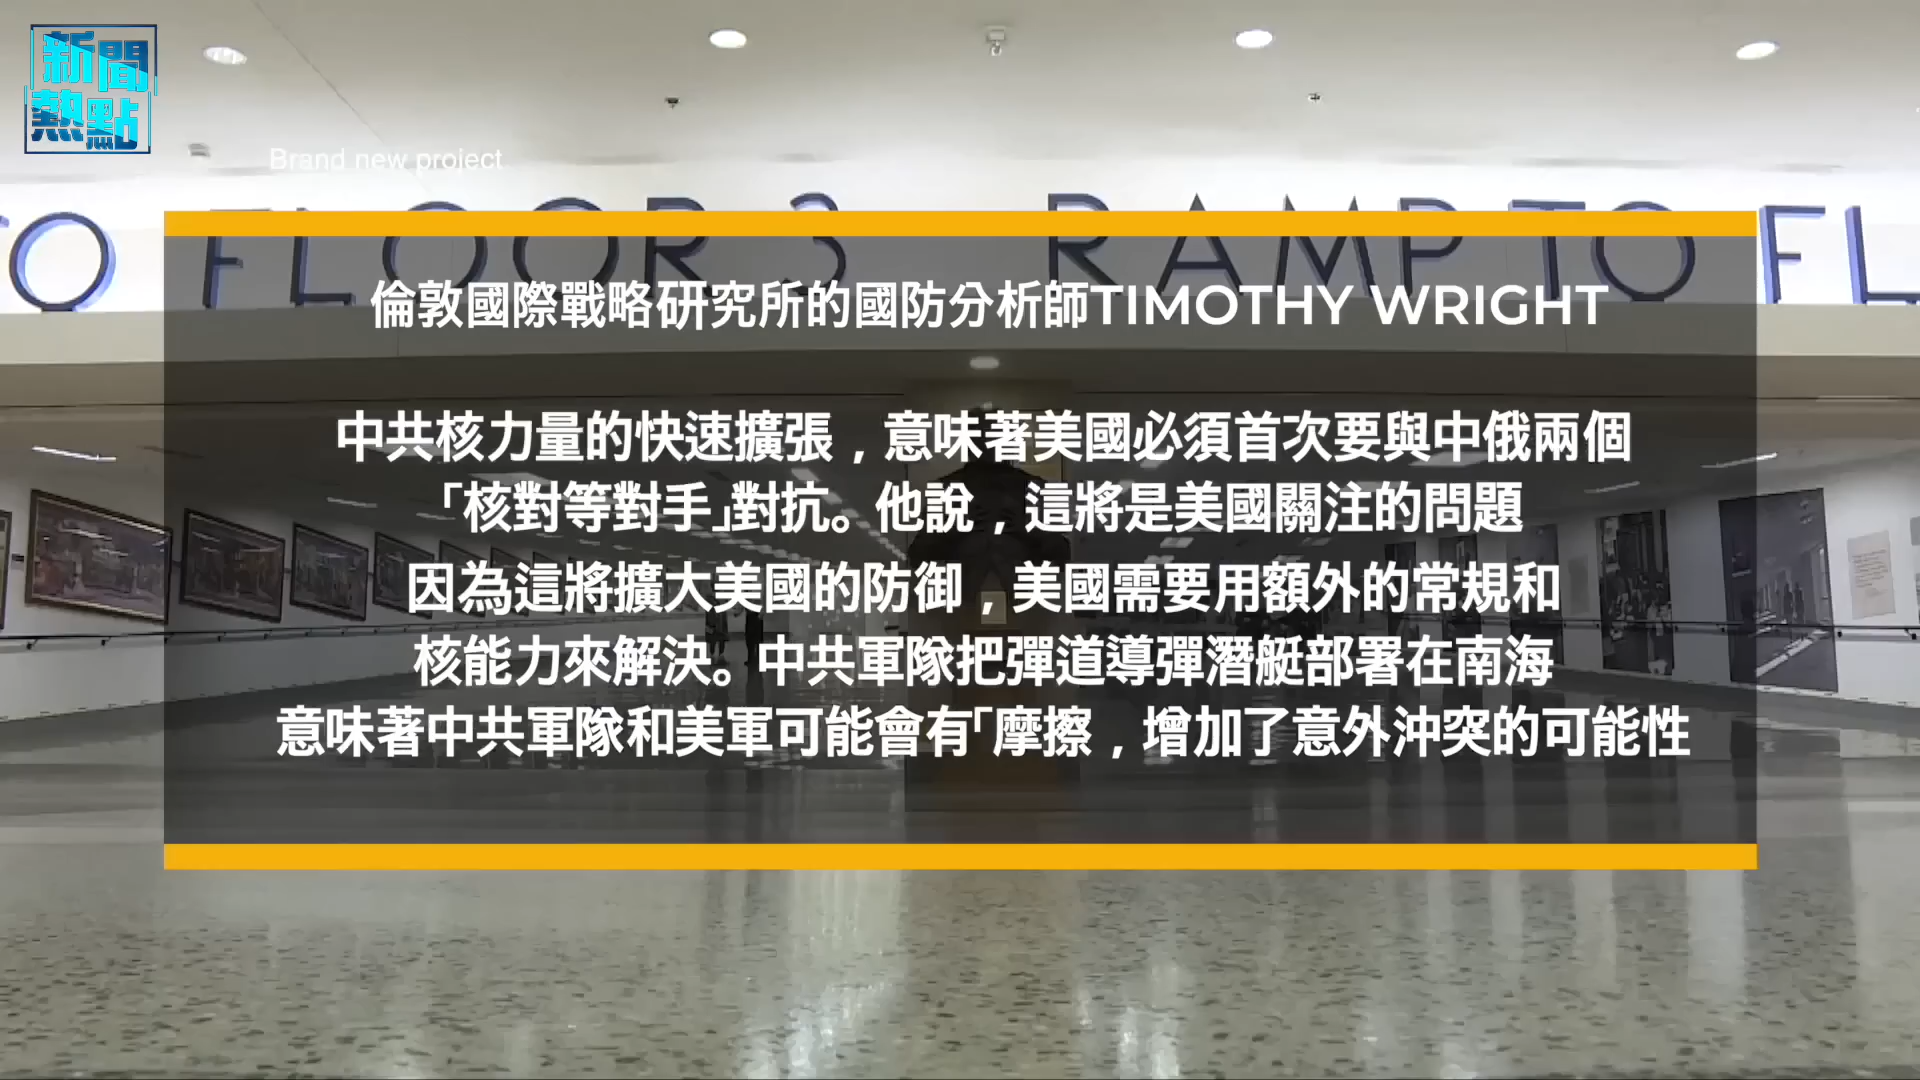 新聞
熱點
Brand new project
TO FLOOR 3 RAMP TO FL
倫敦國際戰略研究所的國防分析師TIMOTHY WRIGHT
中共核力量的快速擴張，意味著美國必須首次要與中俄兩個
「核對等對手」對抗。他說，這將是美國關注的問題
因為這將擴大美國的防御，美國需要用額外的常規和
核能力來解決。中共軍隊把彈道導彈潛艇部署在南海
意味著中共軍隊和美軍可能會有「摩擦，增加了意外沖突的可能性